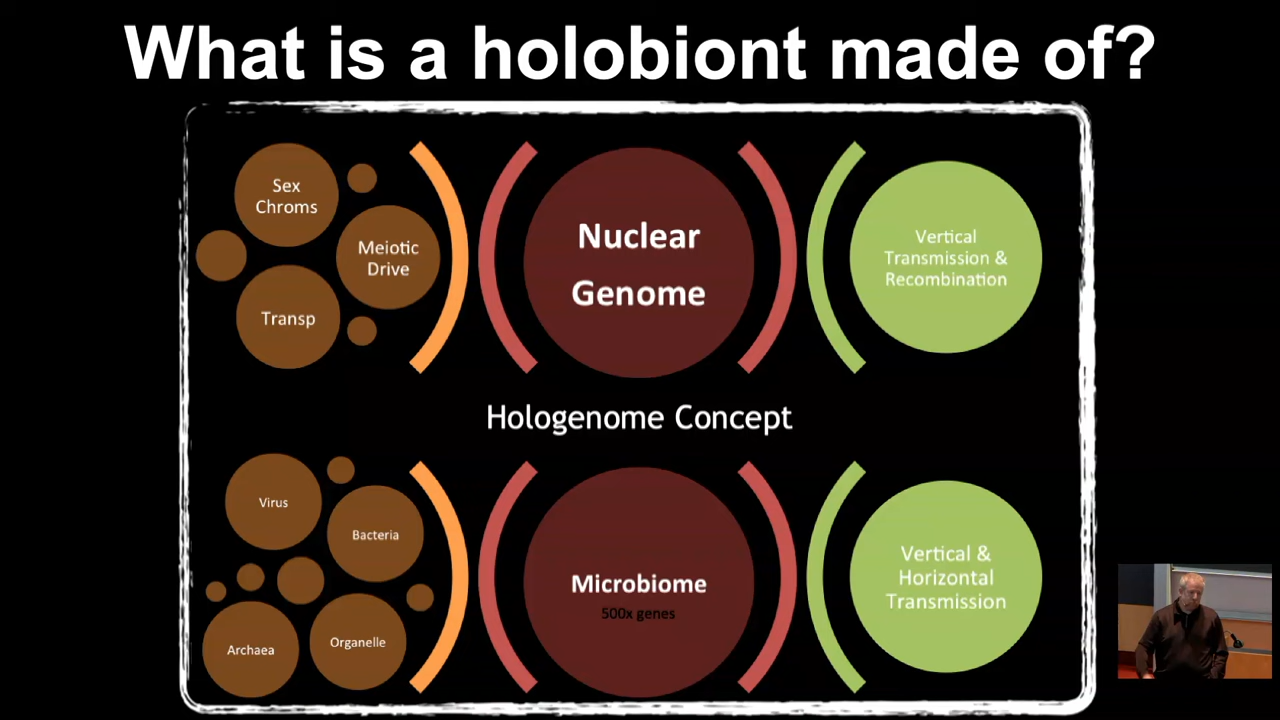 What is a holobiont made of?
Sex
Chroms
Meiotic
Drive
Transp
Nuclear
Genome
Vertical
Transmission &
Recombination
Hologenome Concept
Virus
Bacteria
Archaea
Organelle
Microbiome
500x genes
Vertical &
Horizontal
Transmission